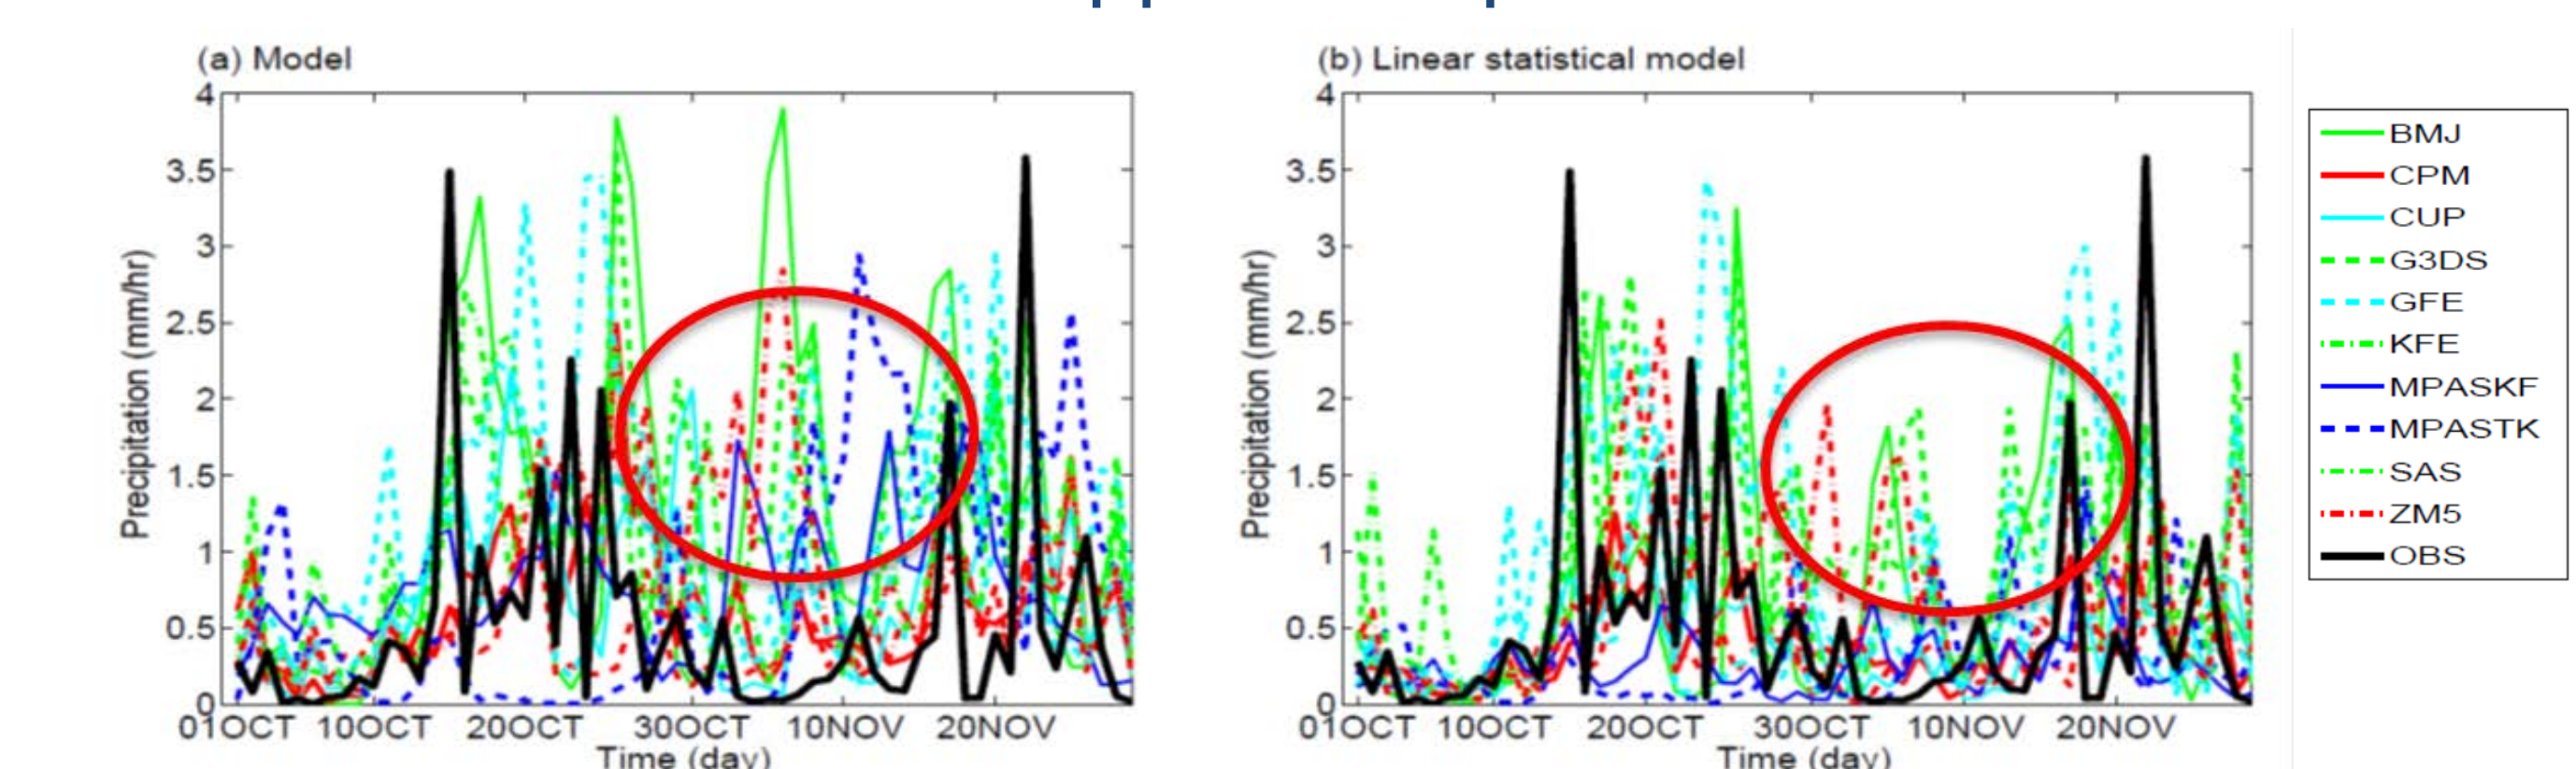 (a) Model
4
3.5
3
2.5
2
1.5
1
0.5
0
Precipitation (mm/hr)
01OCT 10OCT 20OCT 30OCT 10NOV 20NOV
Time (day)
(b) Linear statistical model
4
3.5
3
2.5
2
1.5
1
0.5
0
Precipitation (mm/hr)
01OCT 10OCT 20OCT 30OCT 10NOV 20NOV
Time (day)
BMJ
CPM
CUP
G3DS
GFE
KFE
MPASKF
MPASTK
SAS
ZM5
OBS